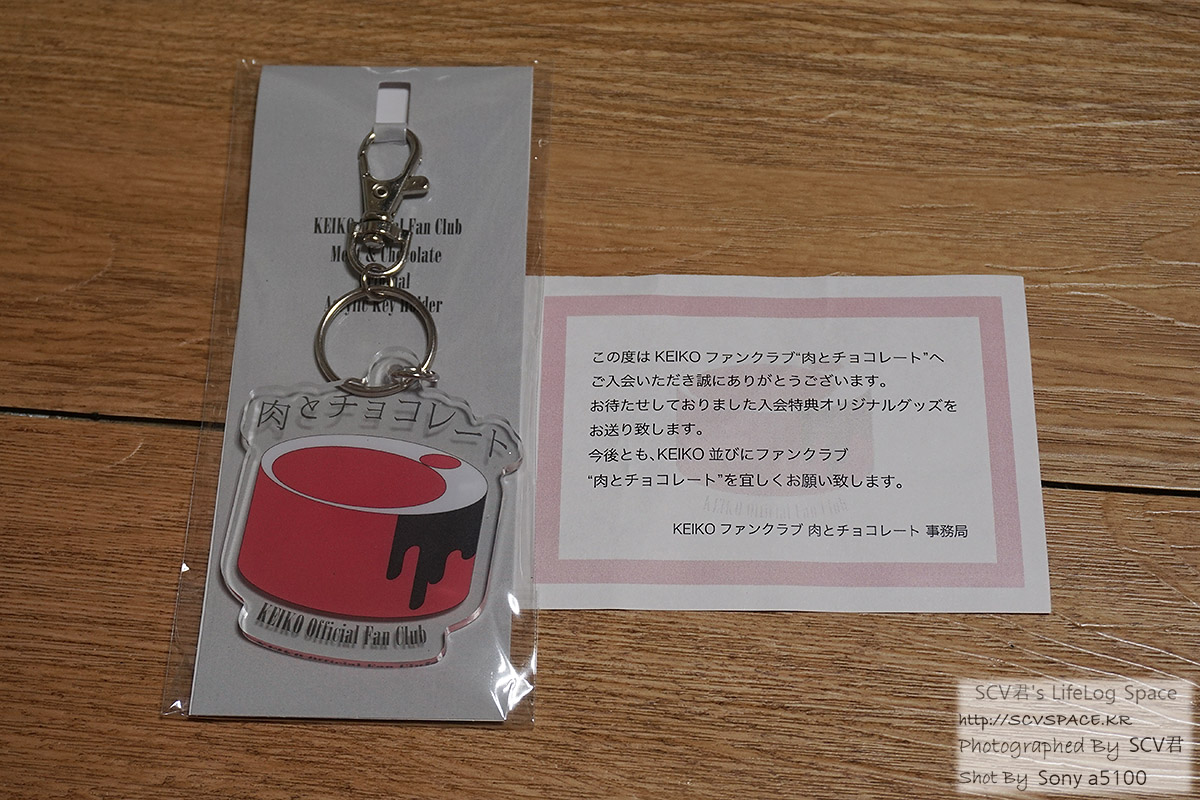 KEIKO Fan Club
Chocolate
肉とチョコレート
KEIKO Official Fan Club
この度は KEIKO ファンクラブ“肉とチョコレート”へ
ご入会いただき誠にありがとうございます。
お待たせしておりました入会特典オリジナルグッズを
お送り致します。
今後とも、KEIKO 並びにファンクラブ
“肉とチョコレート”を宜しくお願い致します。
KEIKO ファンクラブ 肉とチョコレート 事務局
SCV君's LifeLog Space
http://SCVSPACE.KR
Photographed By SCV君
Shot By Sony a5100